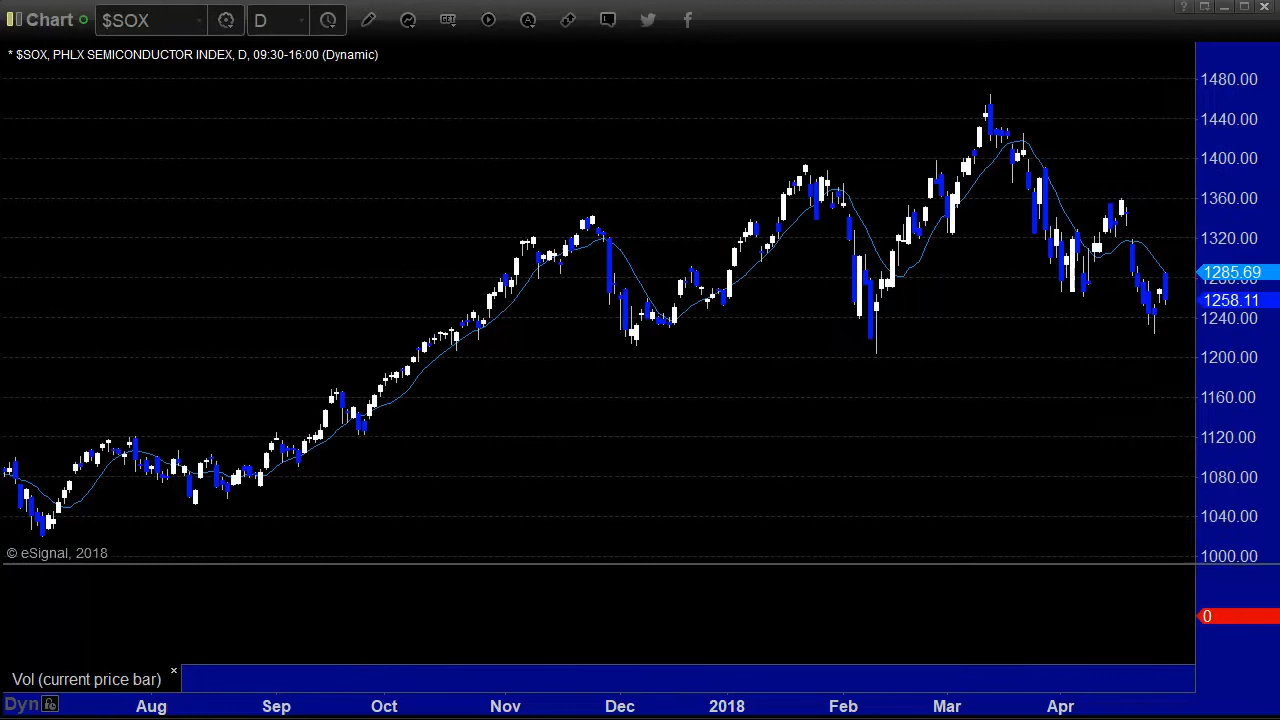 Chart $SOX D GET A
* $SOX, PHLX SEMICONDUCTOR INDEX, D, 09:30-16:00 (Dynamic)
1480.00
1440.00
1400.00
1360.00
1320.00
1285.69
1258.11
1240.00
1200.00
1160.00
1120.00
1080.00
1040.00
© eSignal, 2018
1000.00
0
Vol (current price bar) ×
Dyn
Aug Sep Oct Nov Dec 2018 Feb Mar Apr